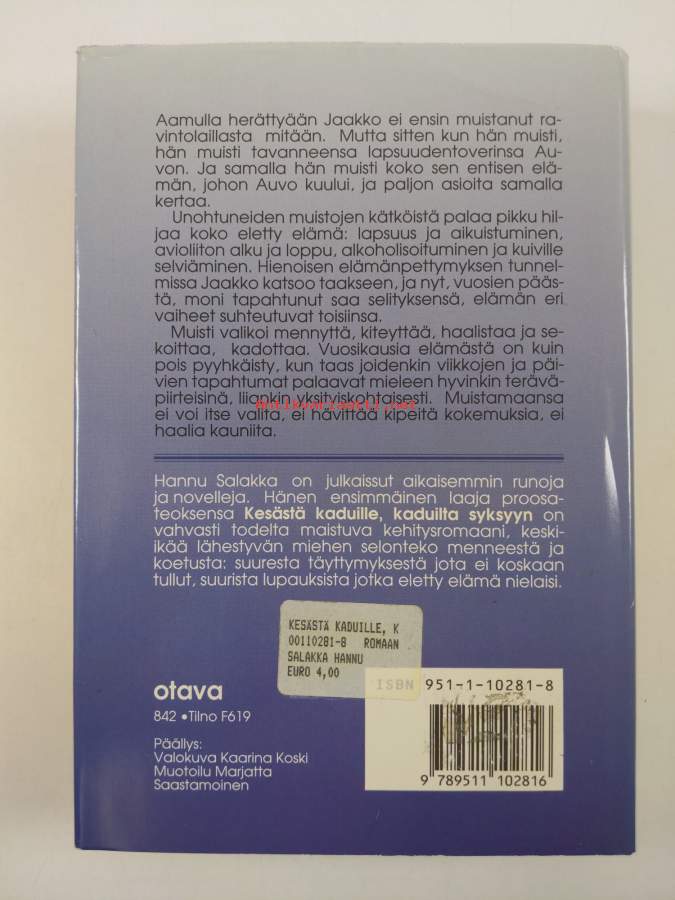 Aamulla herättyään Jaakko ei ensin muistanut ra-
vintolaillasta mitään. Mutta sitten kun hän muisti,
hän muisti tavanneensa lapsuudentoverinsa Au-
von. Ja samalla hän muisti koko sen entisen elä-
män, johon Auvo kuului, ja paljon asioita samalla
kertaa.
Unohtuneiden muistojen kätköistä palaa pikku hil-
jaa koko eletty elämä: lapsuus ja aikuistuminen,
avioliiton alku ja loppu, alkoholisoituminen ja kuiville
selviäminen. Hienoisen elämänpettymyksen tunnel-
missa Jaakko katsoo taakseen, ja nyt, vuosien pääs-
tä, moni tapahtunut saa selityksensä, elämän eri
vaiheet suhteutuvat toisiinsa.
Muisti valikoi mennyttä, kiteyttää, haalistaa ja se-
koittaa, kadottaa. Vuosikausia elämästä on kuin
pois pyyhkäisty, kun taas joidenkin viikkojen ja päi-
vien tapahtumat palaavat mieleen hyvinkin terävä-
piirteisinä, liiankin yksityiskohtaisesti. Muistamaansa
Antikvariaatti.net
ei voi itse valita, ei hävittää kipeitä kokemuksia, ei
haalia kauniita.
Hannu Salakka on julkaissut aikaisemmin runoja
ja novelleja. Hänen ensimmäinen laaja proosa-
teoksensa Kesästä kaduille, kaduilta syksyyn on
vahvasti todelta maistuva kehitysromaani, keski-
ikää lähestyvän miehen selonteko menneestä ja
koetusta: suuresta täyttymyksestä jota ei koskaan
tullut, suurista lupauksista jotka eletty elämä nielaisi.
KESÄSTÄ KADUILLE, K
00110281-8 ROMAAN
SALAKKA HANNU
EURO 4,00
otava
842 • Tilno F619
Päällys:
Valokuva Kaarina Koski
Muotoilu Marjatta
Saastamoinen
ISBN 951-1-10281-8
9 789511 102816